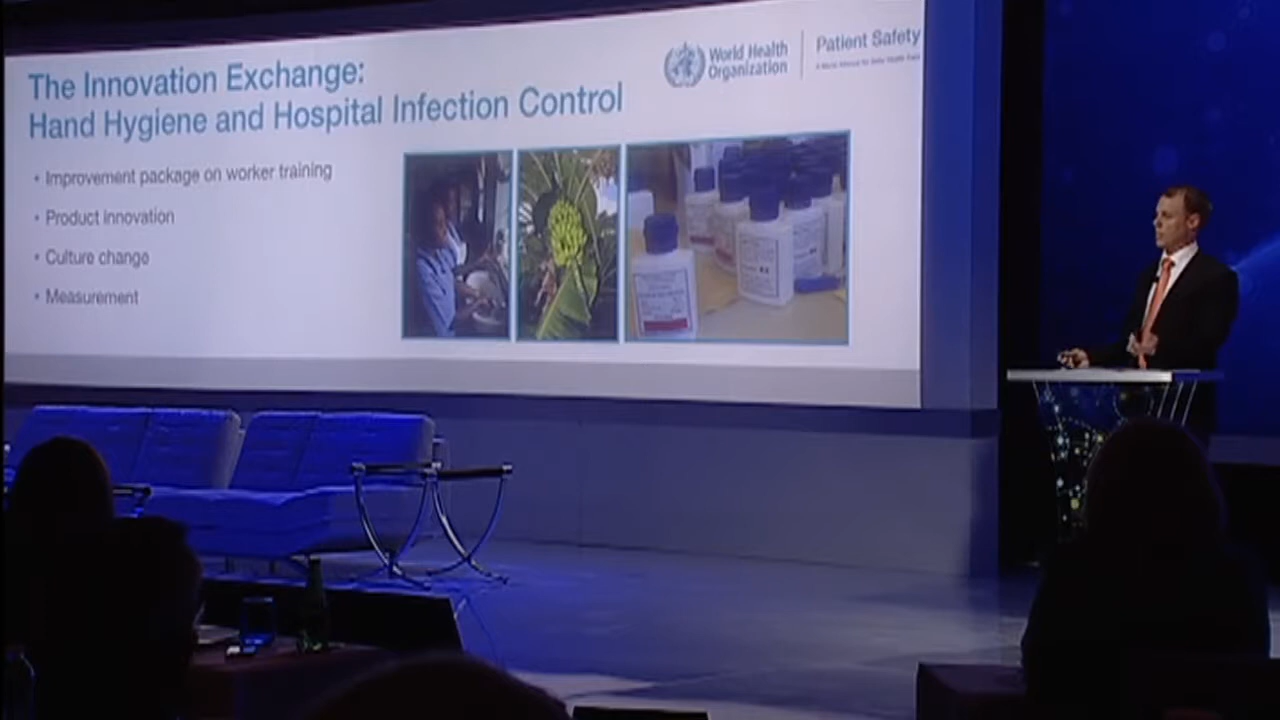 The Innovation Exchange:
Hand Hygiene and Hospital Infection Control
World Health
Organization
Patient Safety
• Improvement package on worker training
• Product innovation
• Culture change
• Measurement